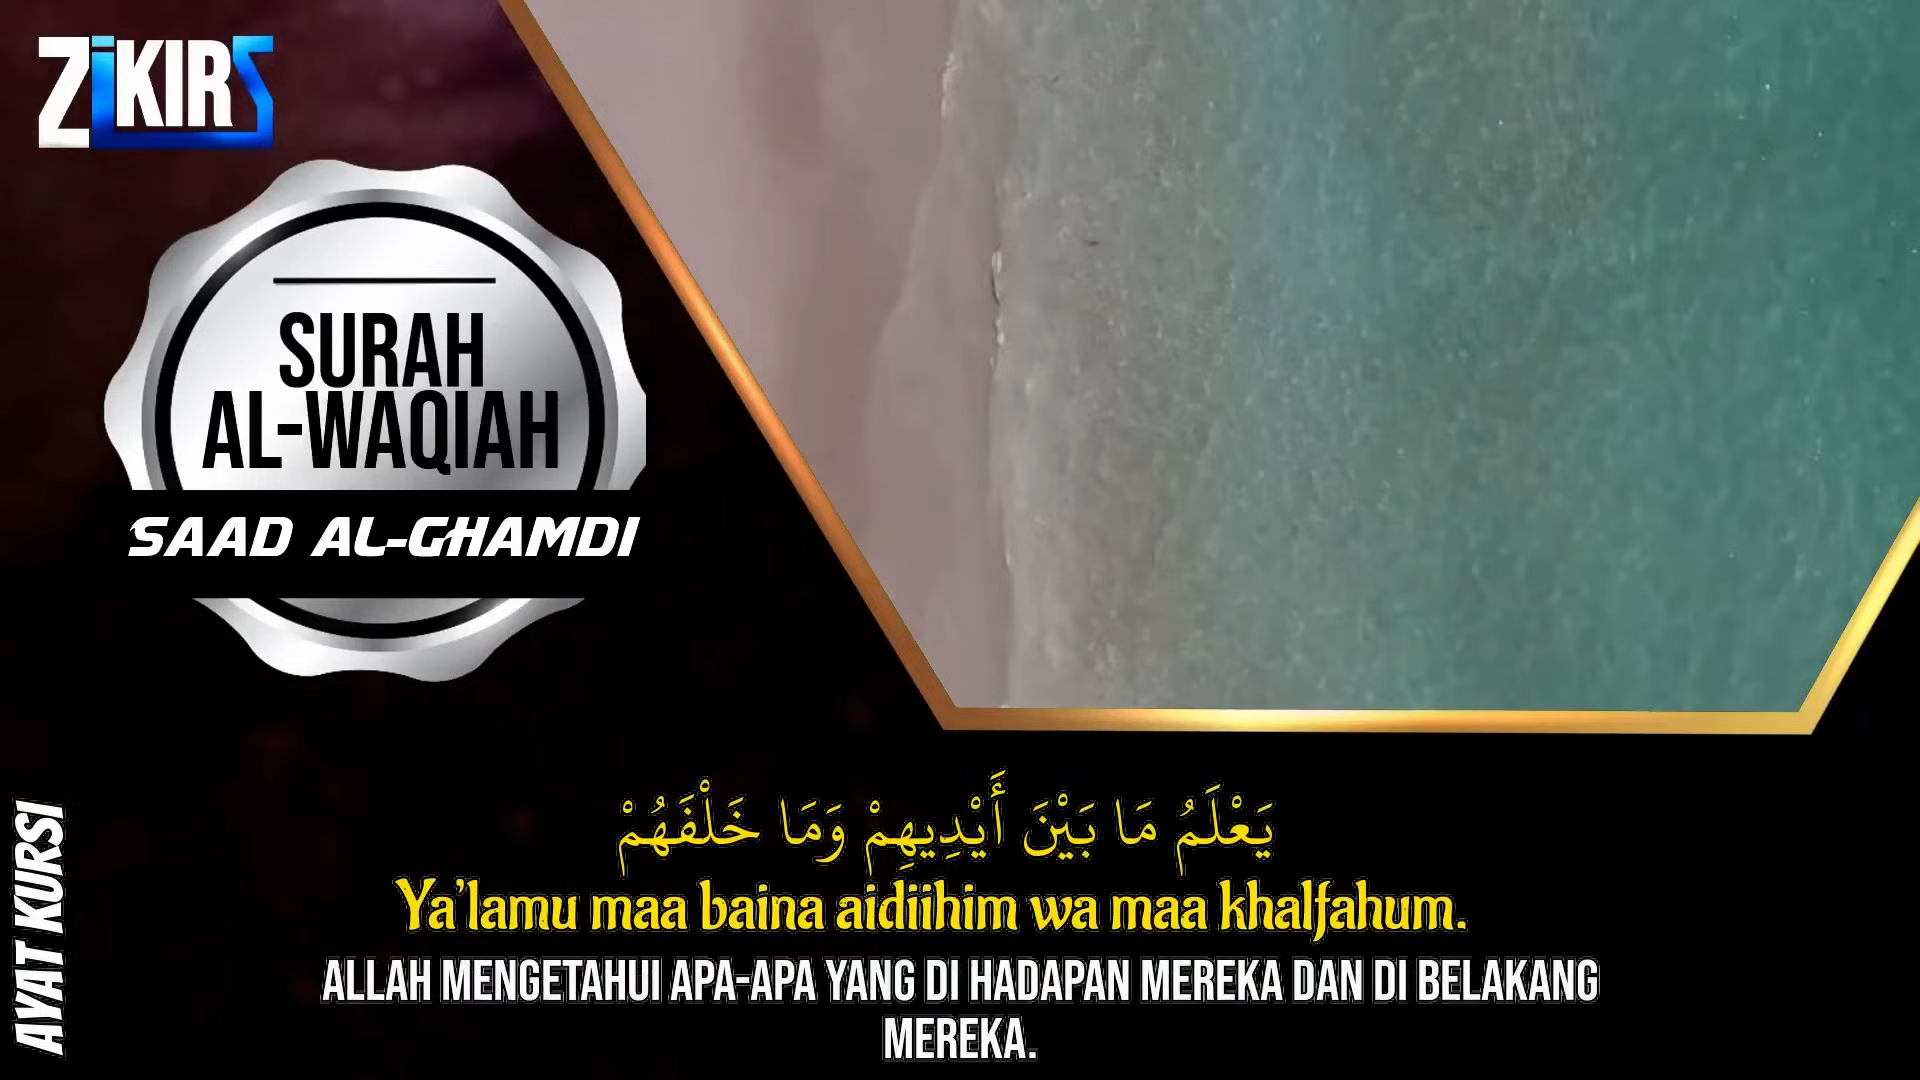 ZIKIRS
SURAH
AL-WAQIAH
SAAD AL-GHAMDI
AYAT KURSI
يَعْلَمُ مَا بَيْنَ أَيْدِيهِمْ وَمَا خَلْفَهُمْ
Ya'lamu maa baina aidiihim wa maa khalfahum.
ALLAH MENGETAHUI APA-APA YANG DI HADAPAN MEREKA DAN DI BELAKANG
MEREKA.